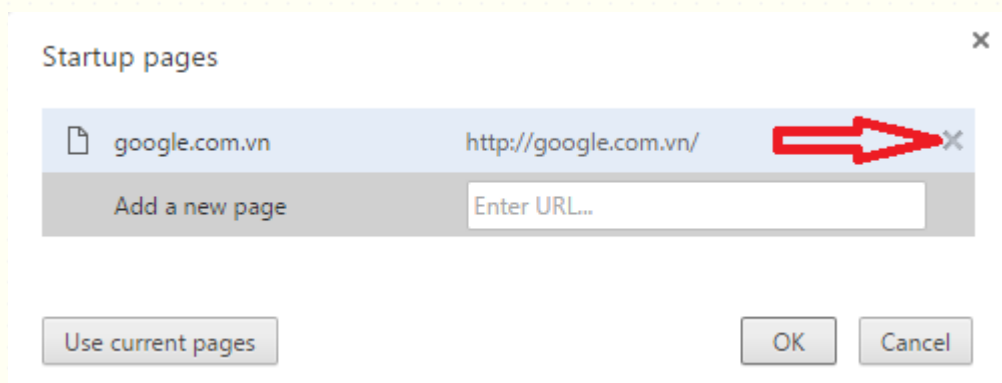 Startup pages
google.com.vn http://google.com.vn/
Add a new page Enter URL...
Use current pages OK Cancel